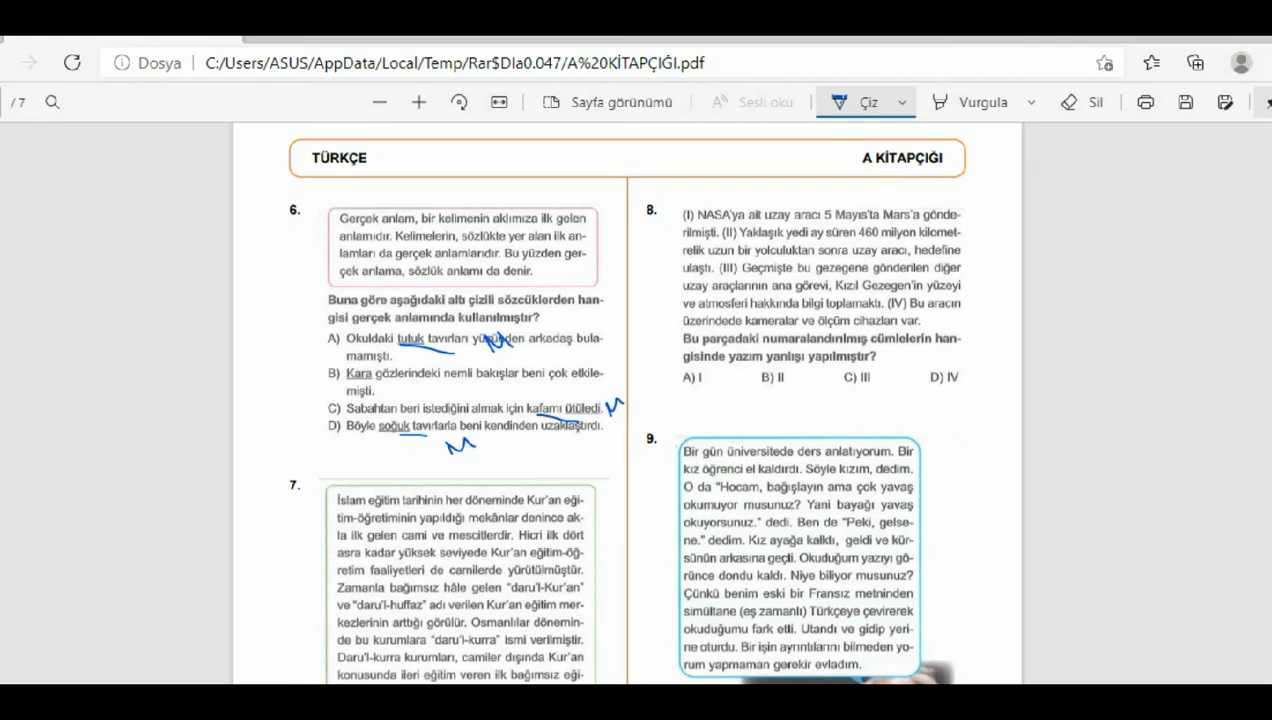 Dosya
C:/Users/ASUS/AppData/Local/Temp/Rar$DIa0.047/A%20KİTAPÇIĞI.pdf
/ 7
Sayfa görünümü
Sesli oku
Çiz
Vurgula
Sil
TÜRKÇE
A KİTAPÇIĞI
6.
Gerçek anlam, bir kelimenin aklımıza ilk gelen
anlamıdır. Kelimelerin, sözlükte yer alan ilk an-
lamları da gerçek anlamlarıdır. Bu yüzden ger-
çek anlama, sözlük anlamı da denir.
Buna göre aşağıdaki altı çizili sözcüklerden han-
gisi gerçek anlamında kullanılmıştır?
A) Okuldaki tutuk tavırları yüzünden arkadaş bula-
mamıştı.
M
B) Kara gözlerindeki nemli bakışlar beni çok etkile-
mişti.
C) Sabahtan beri istediğini almak için kafamı ütüledi.
M
D) Böyle soğuk tavırlarla beni kendinden uzaklaştırdı.
M
7.
İslam eğitim tarihinin her döneminde Kur'an eği-
tim-öğretiminin yapıldığı mekânlar denince ak-
la ilk gelen cami ve mescitlerdir. Hicri ilk dört
asra kadar yüksek seviyede Kur'an eğitim-öğ-
retim faaliyetleri de camilerde yürütülmüştür.
Zamanla bağımsız hâle gelen "daru'l-Kur'an"
ve "daru'l-huffaz" adı verilen Kur'an eğitim mer-
kezlerinin arttığı görülür. Osmanlılar dönemin-
de bu kurumlara "daru'l-kurra" ismi verilmiştir.
Daru'l-kurra kurumları, camiler dışında Kur'an
konusunda ileri eğitim veren ilk bağımsız eği-
8.
(I) NASA'ya ait uzay aracı 5 Mayıs'ta Mars'a gönde-
rilmişti. (II) Yaklaşık yedi ay süren 460 milyon kilomet-
relik uzun bir yolculuktan sonra uzay aracı, hedefine
ulaştı. (III) Geçmişte bu gezegene gönderilen diğer
uzay araçlarının ana görevi, Kızıl Gezegen'in yüzeyi
ve atmosferi hakkında bilgi toplamaktı. (IV) Bu aracın
üzerindede kameralar ve ölçüm cihazları var.
Bu parçadaki numaralandırılmış cümlelerin han-
gisinde yazım yanlışı yapılmıştır?
A) I B) II C) III D) IV
9.
Bir gün üniversitede ders anlatıyorum. Bir
kız öğrenci el kaldırdı. Söyle kızım, dedim.
O da "Hocam, bağışlayın ama çok yavaş
okumuyor musunuz? Yani bayağı yavaş
okuyorsunuz." dedi. Ben de "Peki, gelse-
ne." dedim. Kız ayağa kalktı, geldi ve kür-
sünün arkasına geçti. Okuduğum yazıyı gö-
rünce dondu kaldı. Niye biliyor musunuz?
Çünkü benim eski bir Fransız metninden
simültane (eş zamanlı) Türkçeye çevirerek
okuduğumu fark etti. Utandı ve gidip yeri-
ne oturdu. Bir işin ayrıntılarını bilmeden yo-
rum yapmaman gerekir evladım.